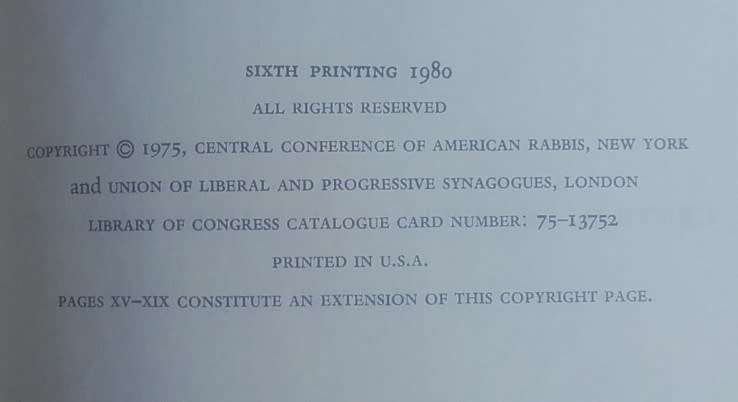 SIXTH PRINTING 1980
ALL RIGHTS RESERVED
COPYRIGHT © 1975, CENTRAL CONFERENCE OF AMERICAN RABBIS, NEW YORK
and UNION OF LIBERAL AND PROGRESSIVE SYNAGOGUES, LONDON
LIBRARY OF CONGRESS CATALOGUE CARD NUMBER: 75–13752
PRINTED IN U.S.A.
PAGES XV–XIX CONSTITUTE AN EXTENSION OF THIS COPYRIGHT PAGE.